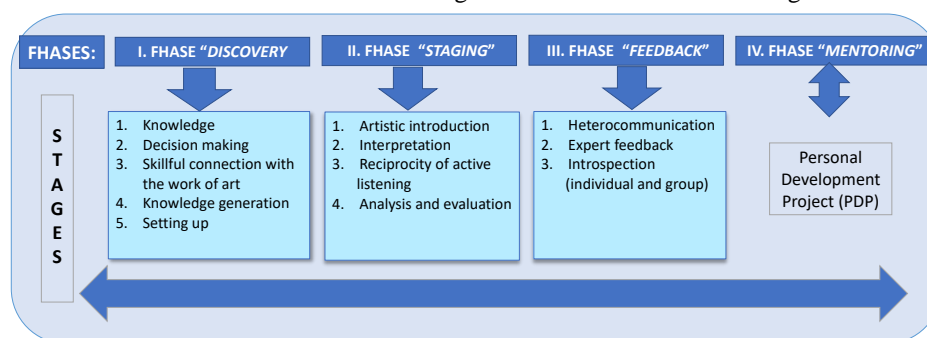 FHASES:
I. FHASE "DISCOVERY
II. FHASE "STAGING"
III. FHASE "FEEDBACK"
IV. FHASE "MENTORING"
STAGES
1. Knowledge
2. Decision making
3. Skillful connection with
the work of art
4. Knowledge generation
5. Setting up
1. Artistic introduction
2. Interpretation
3. Reciprocity of active
listening
4. Analysis and evaluation
1. Heterocommunication
2. Expert feedback
3. Introspection
(individual and group)
Personal
Development
Project (PDP)